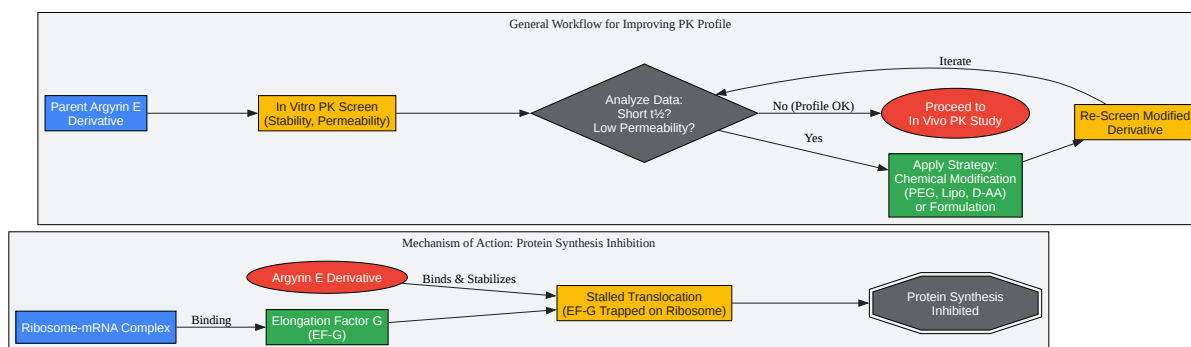 General Workflow for Improving PK Profile
Parent Argyrin E
Derivative
In Vitro PK Screen
(Stability, Permeability)
Analyze Data:
Short t½?
Low Permeability?
No (Profile OK)
Yes
Proceed to
In Vivo PK Study
Apply Strategy:
Chemical Modification
(PEG, Lipo, D-AA)
or Formulation
Iterate
Re-Screen Modified
Derivative
Mechanism of Action: Protein Synthesis Inhibition
Argyrin E Derivative
Binds & Stabilizes
Ribosome-mRNA Complex
Binding
Elongation Factor G
(EF-G)
Stalled Translocation
(EF-G Trapped on Ribosome)
Protein Synthesis
Inhibited